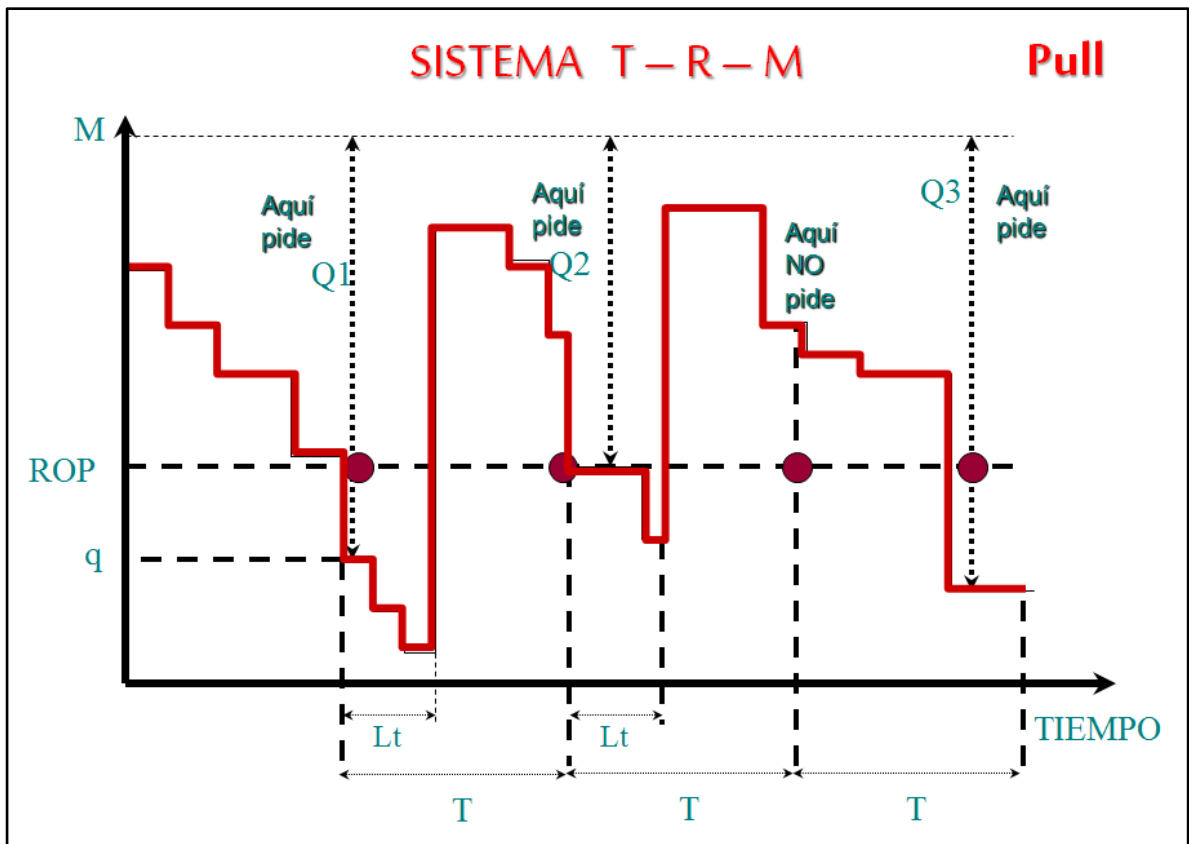 SISTEMA T – R – M
Pull
M
Aquí
pide
Q1
Aquí
pide
Q2
Aquí
NO
pide
Q3
Aquí
pide
ROP
q
Lt
Lt
TIEMPO
T
T
T